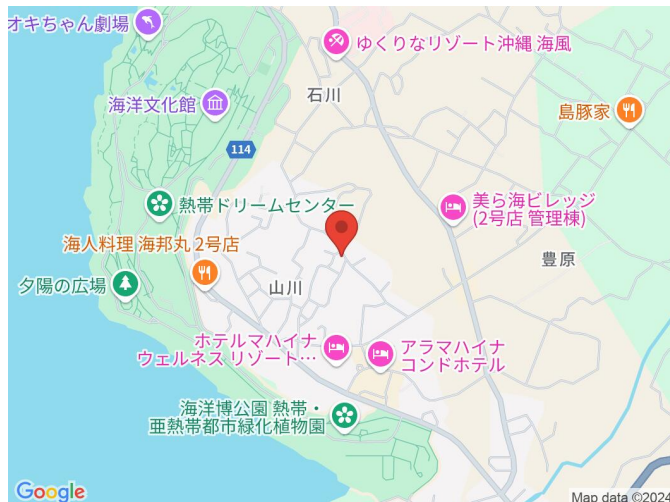 オキちゃん劇場
ゆくりなリゾート沖縄 海風
石川
海洋文化館
島豚家
114
美ら海ビレッジ
(2号店 管理棟)
熱帯ドリームセンター
海人料理 海邦丸 2号店
豊原
夕陽の広場
山川
ホテルマハイナ
ウェルネス リゾート…
アラマハイナ
コンドホテル
海洋博公園 熱帯・
亜熱帯都市緑化植物園
Google
Map data ©2024